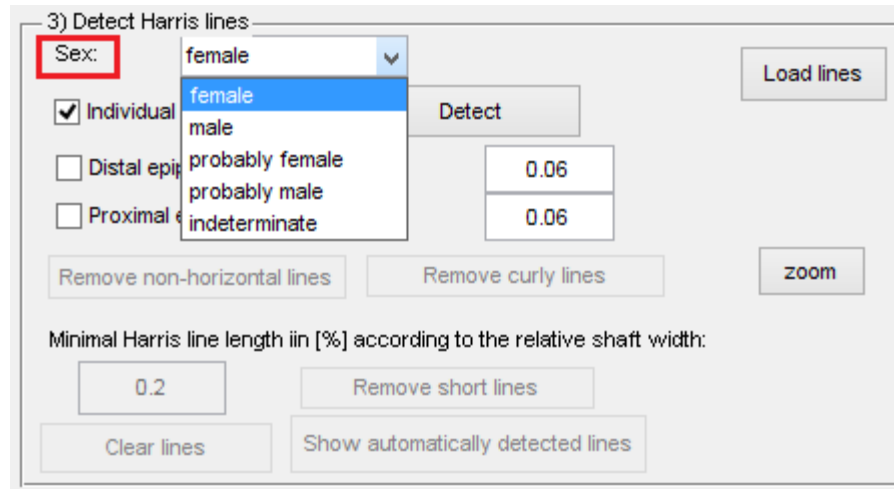 3) Detect Harris lines
Sex: female
Load lines
female
Individual Detect
male
probably female
Distal 0.06
probably male
Proximal 0.06
indeterminate
Remove non-horizontal lines Remove curly lines zoom
Minimal Harris line length iin [%] according to the relative shaft width:
0.2 Remove short lines
Clear lines Show automatically detected lines